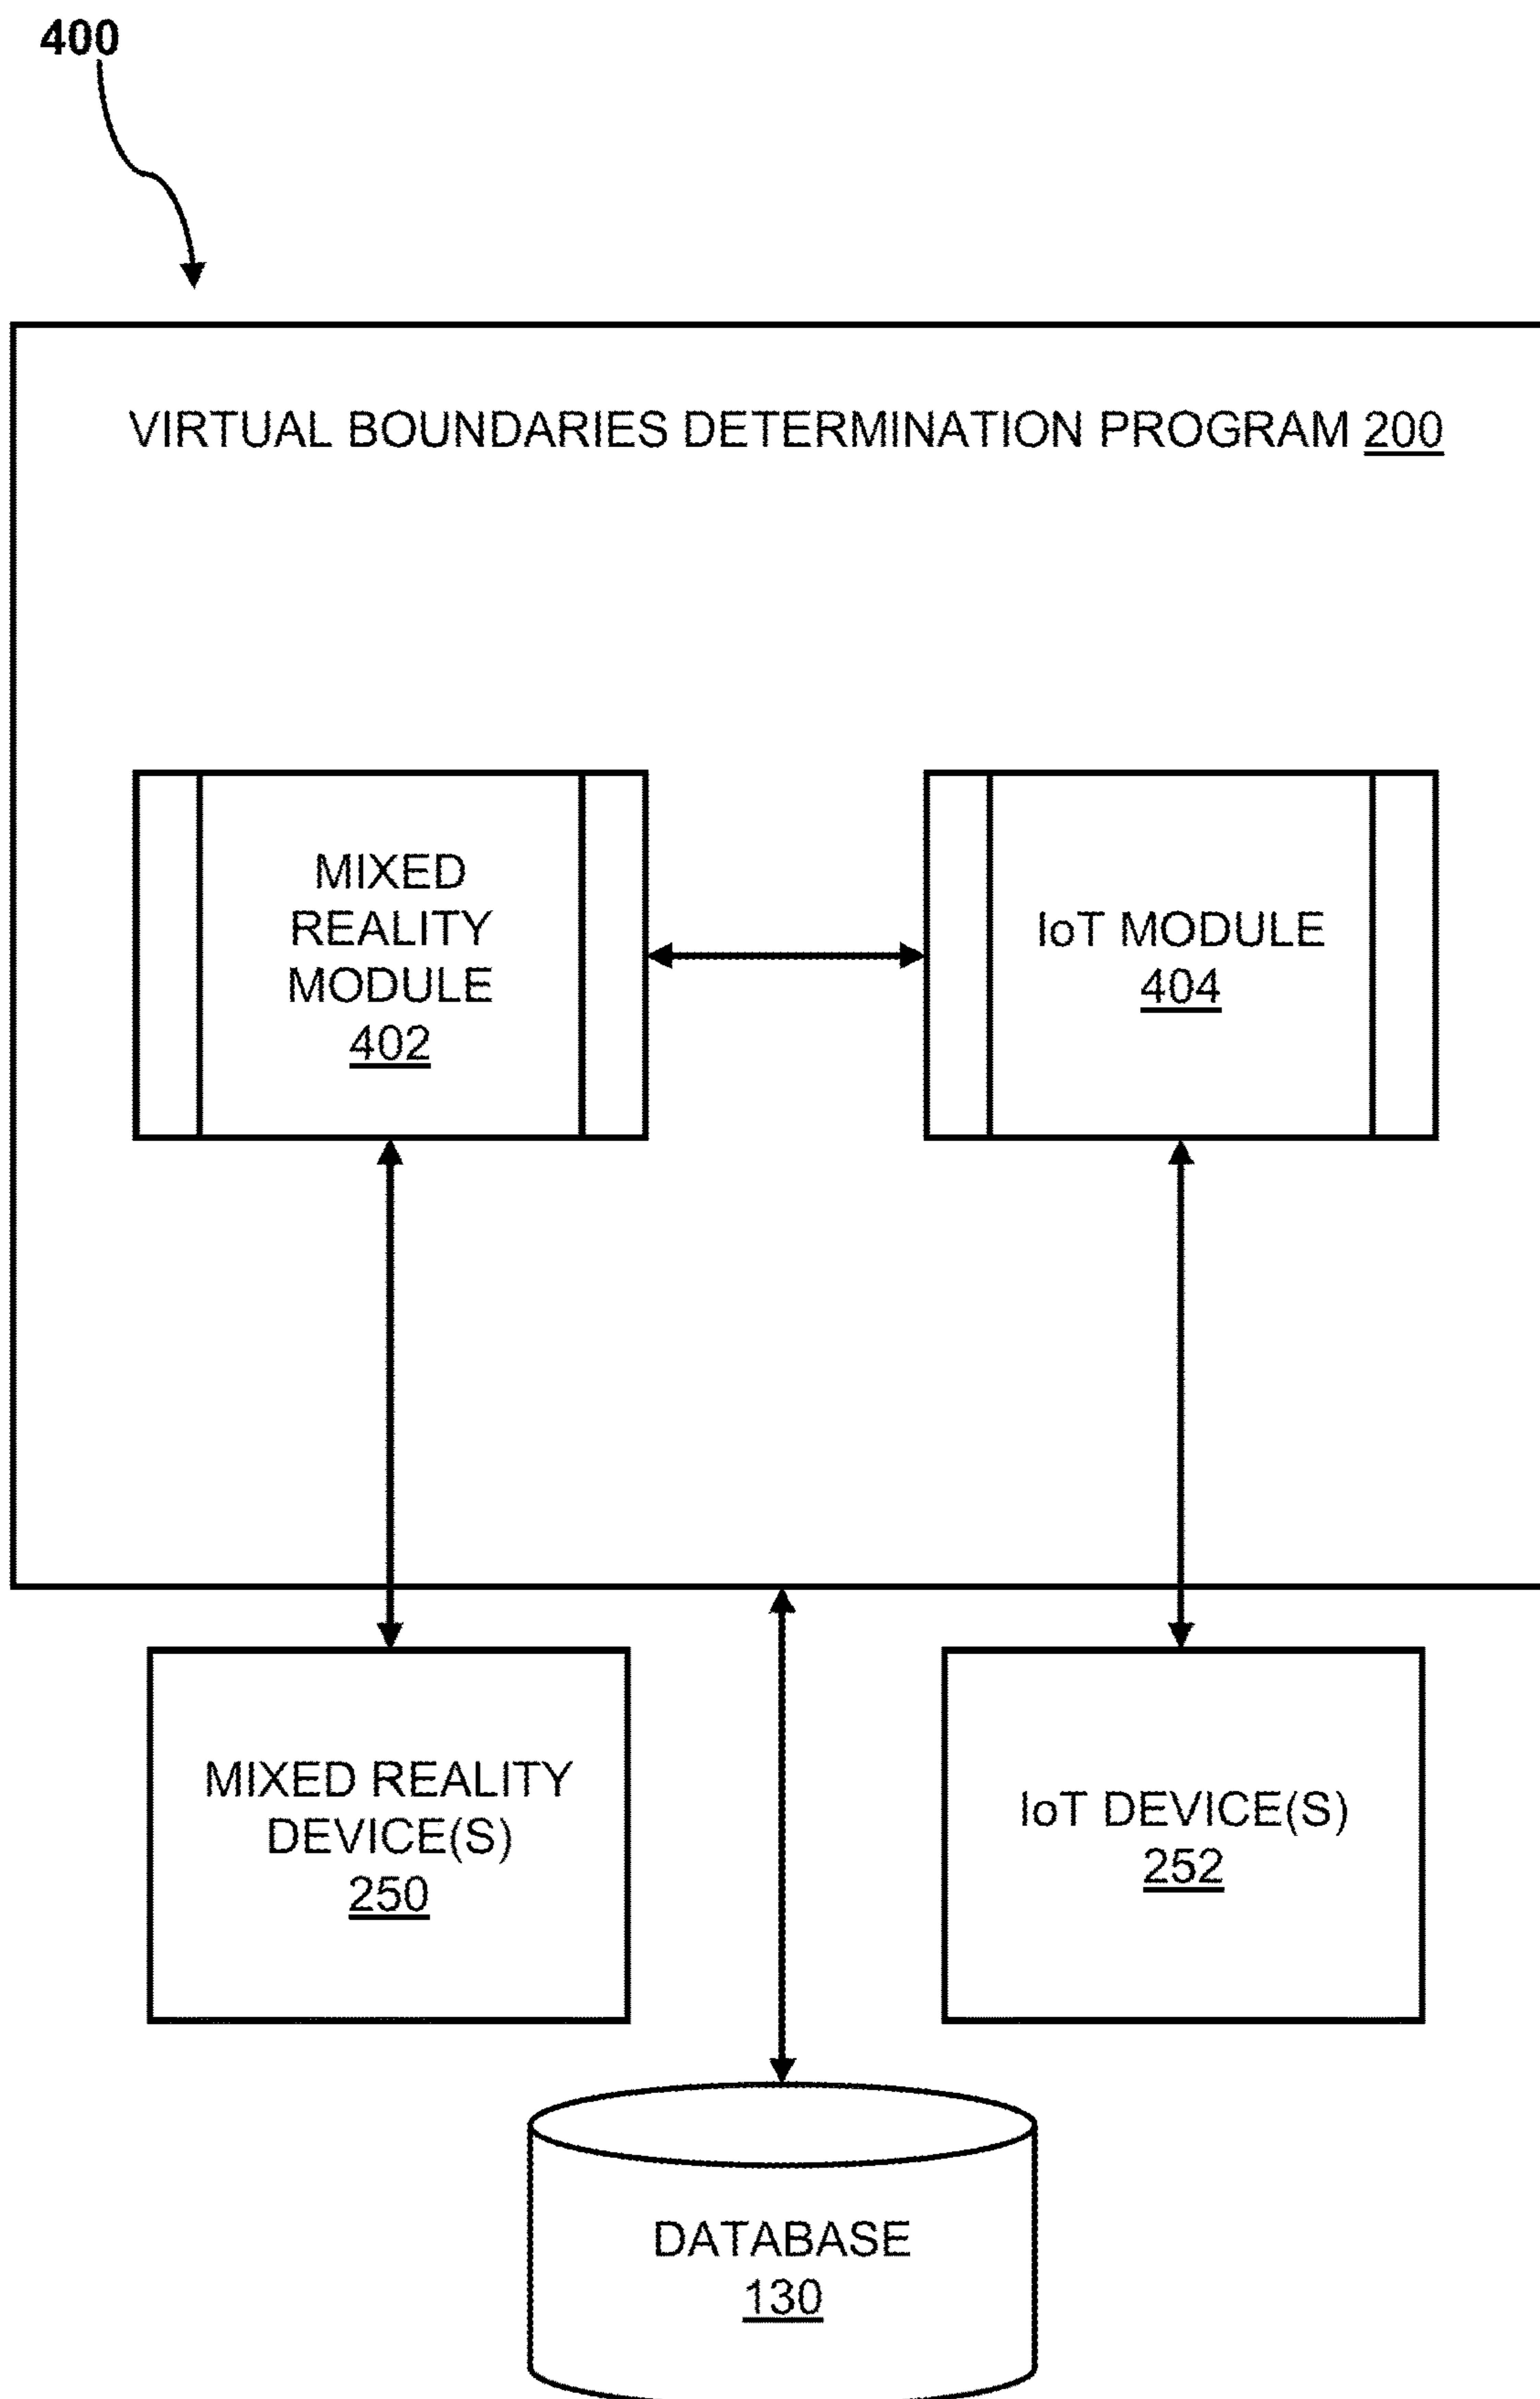 400
VIRTUAL BOUNDARIES DETERMINATION PROGRAM 200
MIXED
REALITY
MODULE
402
IoT MODULE
404
MIXED REALITY
DEVICE(S)
250
IoT DEVICE(S)
252
DATABASE
130